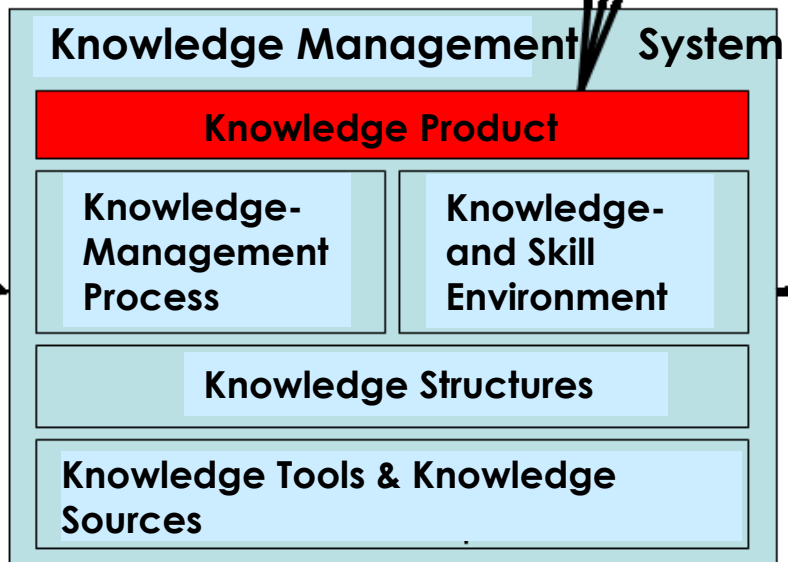 Knowledge Management System
Knowledge Product
Knowledge-
Management
Process
Knowledge-
and Skill
Environment
Knowledge Structures
Knowledge Tools & Knowledge
Sources